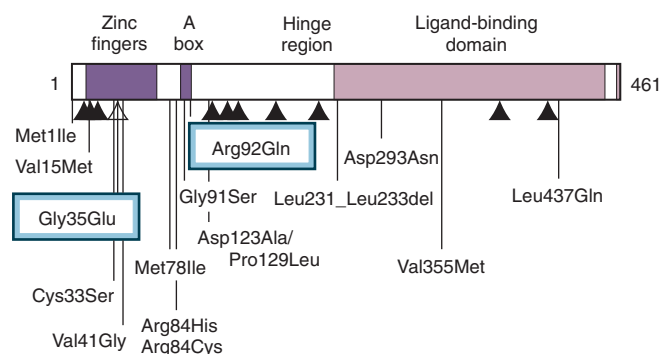 Zinc
fingers
A
box
Hinge
region
Ligand-binding
domain
1
461
Met1Ile
Val15Met
Arg92Gln
Asp293Asn
Gly35Glu
Gly91Ser
Leu231_Leu233del
Leu437Gln
Asp123Ala/
Pro129Leu
Met78Ile
Val355Met
Cys33Ser
Val41Gly
Arg84His
Arg84Cys